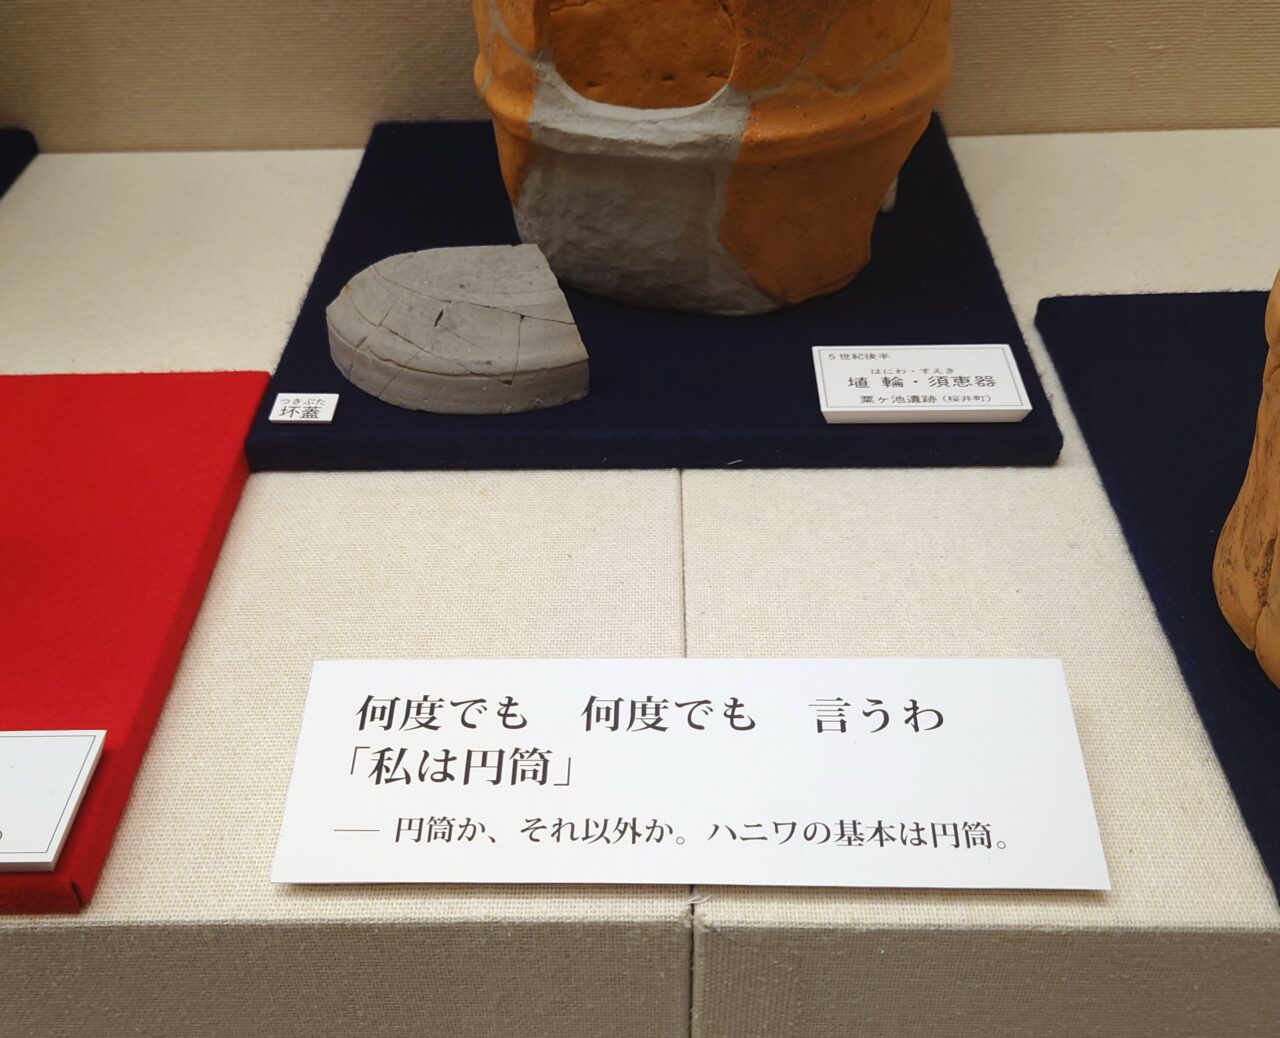 5世紀後半
はにわ・すえき
埴輪・須恵器
粟ヶ池遺跡（桜井町）
つきぶた
坏蓋
何度でも　何度でも　言うわ
「私は円筒」
── 円筒か、それ以外か。ハニワの基本は円筒。